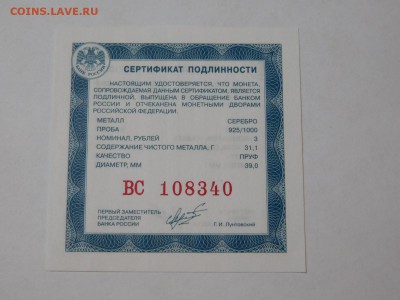 COINS.LAVE.RU
СЕРТИФИКАТ ПОДЛИННОСТИ
НАСТОЯЩИМ УДОСТОВЕРЯЕТСЯ, ЧТО МОНЕТА,
СОПРОВОЖДАЕМАЯ ДАННЫМ СЕРТИФИКАТОМ, ЯВЛЯЕТСЯ
ПОДЛИННОЙ, ВЫПУЩЕНА В ОБРАЩЕНИЕ БАНКОМ
РОССИИ И ОТЧЕКАНЕНА МОНЕТНЫМИ ДВОРАМИ
РОССИЙСКОЙ ФЕДЕРАЦИИ.
МЕТАЛЛ СЕРЕБРО
ПРОБА 925/1000
НОМИНАЛ, РУБЛЕЙ 3
СОДЕРЖАНИЕ ЧИСТОГО МЕТАЛЛА, Г 31,1
КАЧЕСТВО ПРУФ
ДИАМЕТР, ММ 39,0
ВС 108340
ПЕРВЫЙ ЗАМЕСТИТЕЛЬ
ПРЕДСЕДАТЕЛЯ
БАНКА РОССИИ
Г.И. Лунтовский